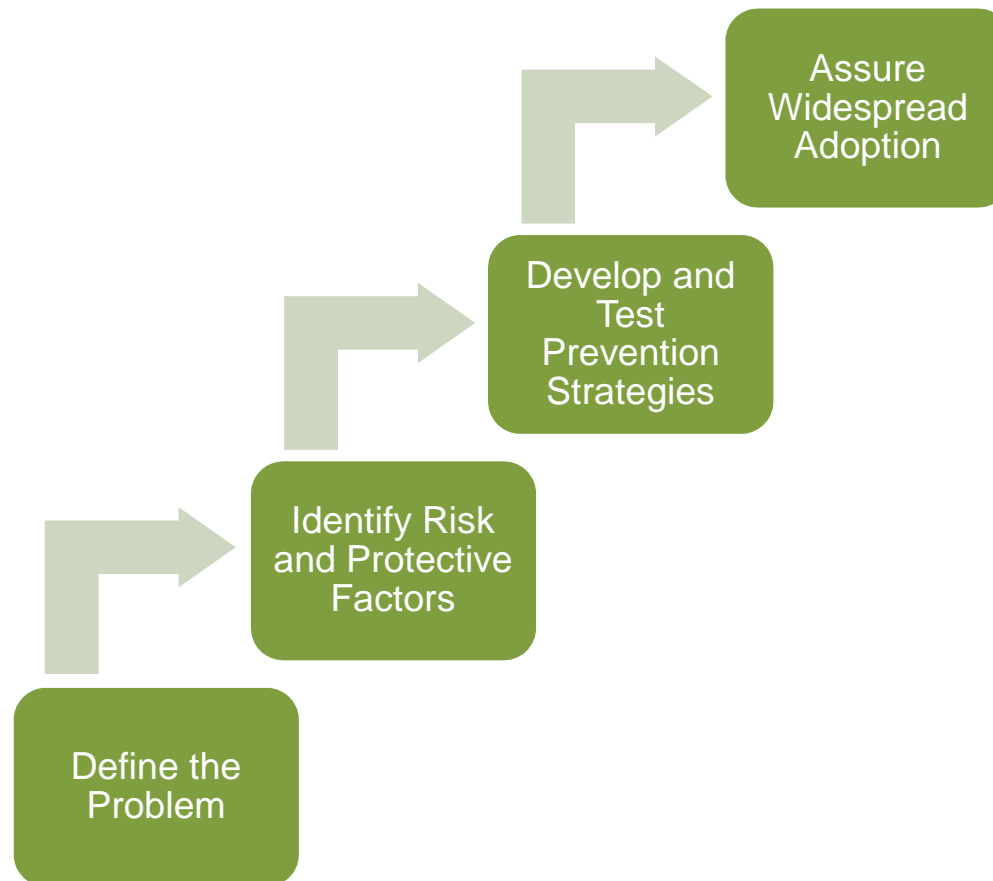 Assure
Widespread
Adoption
Develop and
Test
Prevention
Strategies
Identify Risk
and Protective
Factors
Define the
Problem